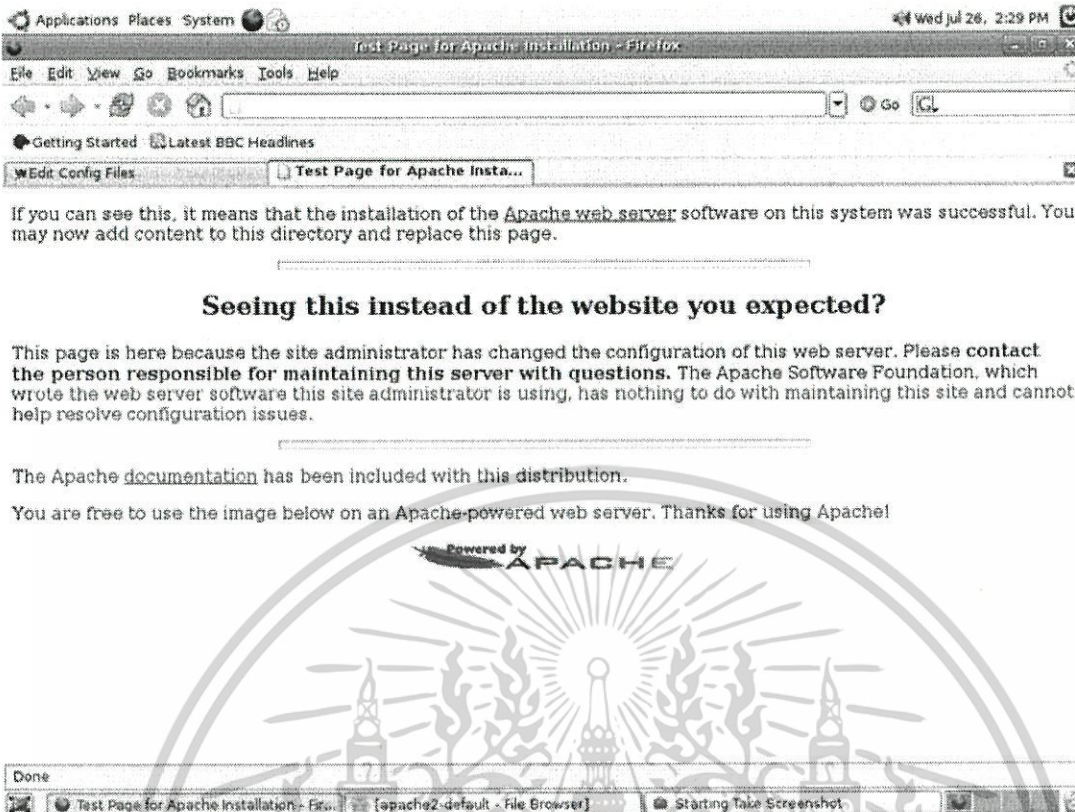 Applications Places System
Wed Jul 26, 2:29 PM
Test Page for Apache Installation - Firefox
File Edit View Go Bookmarks Tools Help
Go
Getting Started Latest BBC Headlines
Edit Config Files
Test Page for Apache Insta...
If you can see this, it means that the installation of the Apache web server software on this system was successful. You
may now add content to this directory and replace this page.
Seeing this instead of the website you expected?
This page is here because the site administrator has changed the configuration of this web server. Please contact
the person responsible for maintaining this server with questions. The Apache Software Foundation, which
wrote the web server software this site administrator is using, has nothing to do with maintaining this site and cannot
help resolve configuration issues.
The Apache documentation has been included with this distribution.
You are free to use the image below on an Apache-powered web server. Thanks for using Apache!
Powered by
APACHE
Done
Test Page for Apache Installation - Fir...
[apache2-default - File Browser]
Starting Take Screenshot